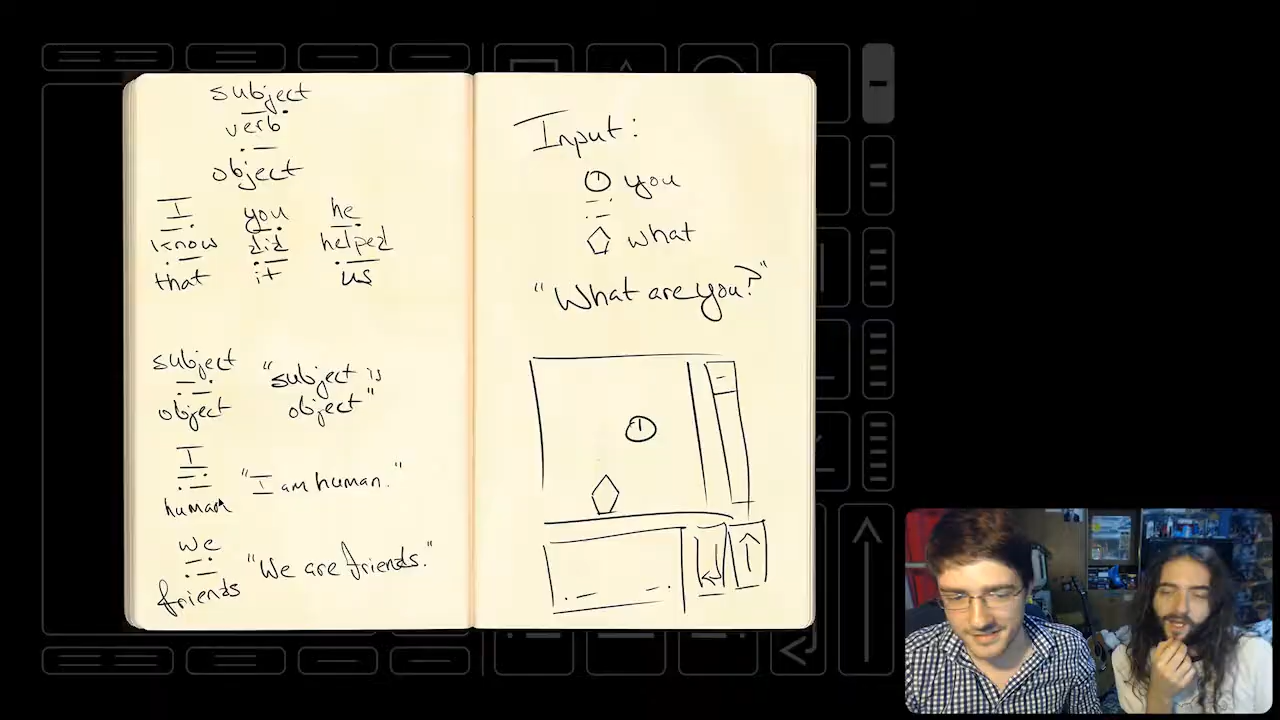 subject
verb
object
I you he
know did helped
that it us
subject "subject is
object object"
I
human "I am human."
we
friends "We are friends."
Input:
you
what
"What are you?"